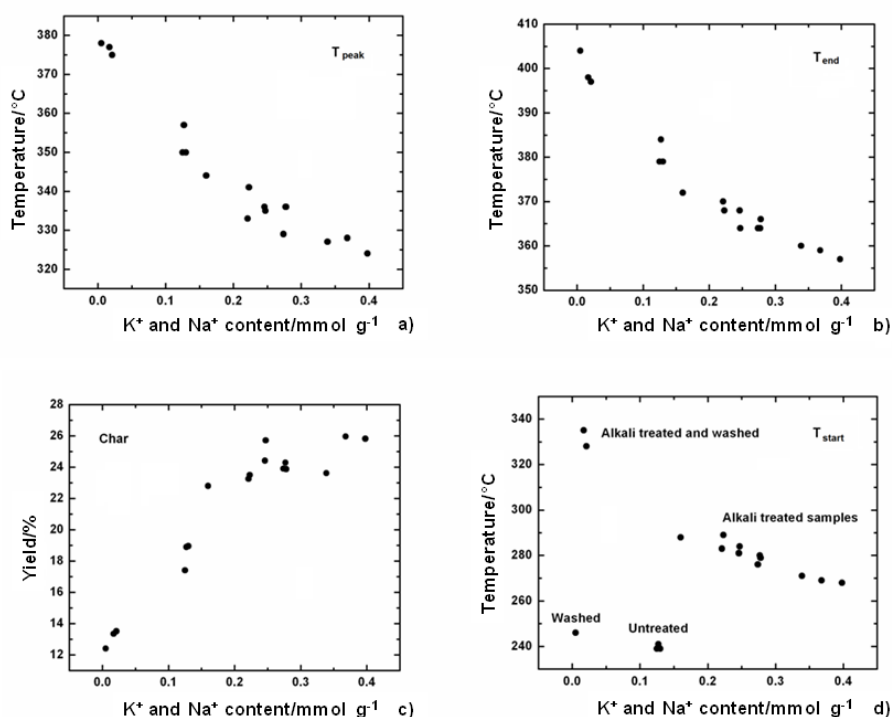 T peak
Temperature/°C
380
370
360
350
340
330
320
0.0 0.1 0.2 0.3 0.4
K⁺ and Na⁺ content/mmol g⁻¹ a)
T end
Temperature/°C
410
400
390
380
370
360
350
0.0 0.1 0.2 0.3 0.4
K⁺ and Na⁺ content/mmol g⁻¹ b)
Char
Yield/%
28
26
24
22
20
18
16
14
12
0.0 0.1 0.2 0.3 0.4
K⁺ and Na⁺ content/mmol g⁻¹ c)
Alkali treated and washed T start
Alkali treated samples
Washed
Untreated
Temperature/°C
340
320
300
280
260
240
0.0 0.1 0.2 0.3 0.4
K⁺ and Na⁺ content/mmol g⁻¹ d)